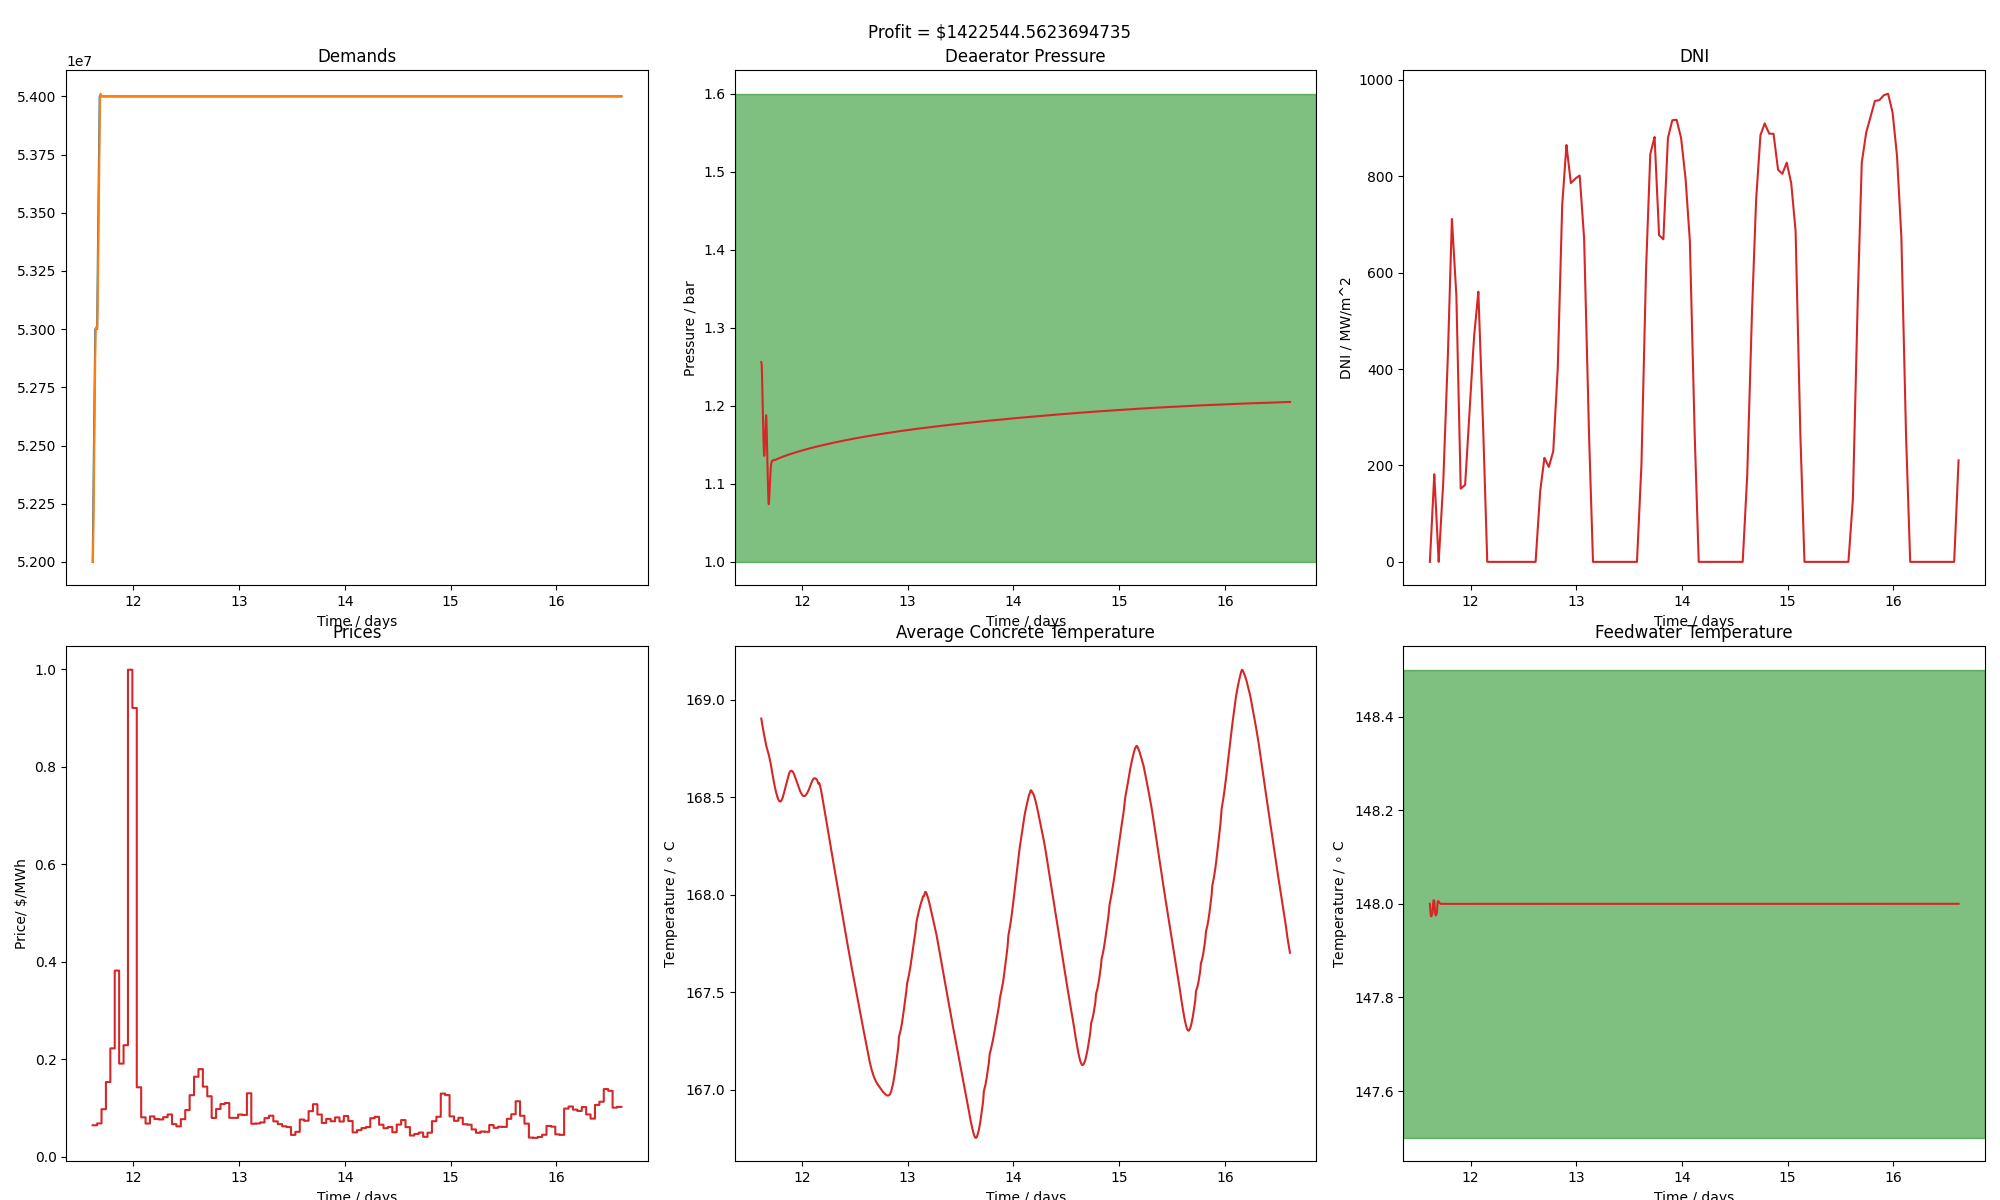 Profit = $1422544.5623694735
Demands
Deaerator Pressure
DNI
1e7
5.400
5.375
5.350
5.325
5.300
5.275
5.250
5.225
5.200
12 13 14 15 16
Time / days
Pressure / bar
1.6
1.5
1.4
1.3
1.2
1.1
1.0
12 13 14 15 16
Time / days
DNI / MW/m^2
1000
800
600
400
200
0
12 13 14 15 16
Time / days
Prices
Average Concrete Temperature
Feedwater Temperature
Price/ $/MWh
1.0
0.8
0.6
0.4
0.2
0.0
12 13 14 15 16
Time / days
Temperature / ∘ C
169.0
168.5
168.0
167.5
167.0
12 13 14 15 16
Time / days
Temperature / ∘ C
148.4
148.2
148.0
147.8
147.6
12 13 14 15 16
Time / days